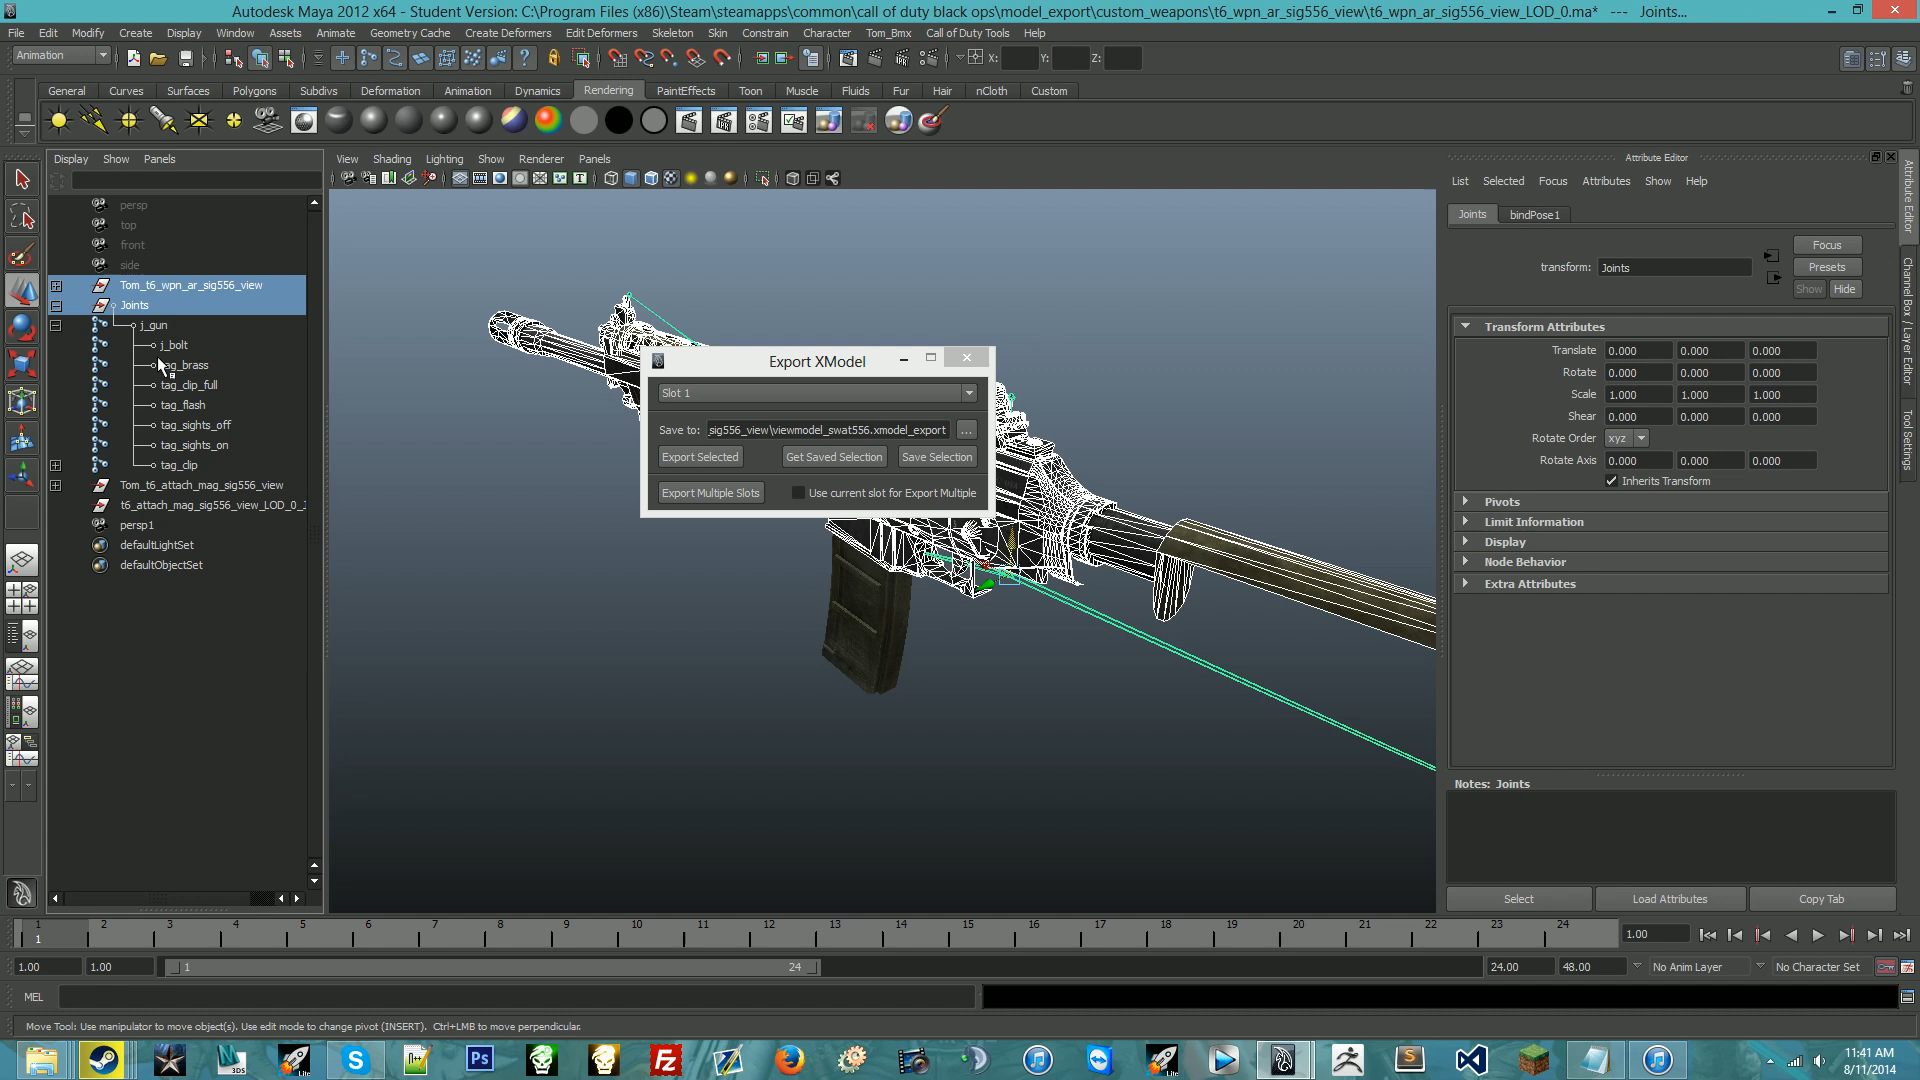 Autodesk Maya 2012 x64 - Student Version: C:\Program Files (x86)\Steam\steamapps\common\call of duty black ops\model_export\custom_weapons\t6_wpn_ar_sig556_view\t6_wpn_ar_sig556_view_LOD_0.ma* --- Joints...
File Edit Modify Create Display Window Assets Animate Geometry Cache Create Deformers Edit Deformers Skeleton Skin Constrain Character Tom_Bmx Call of Duty Tools Help
Animation X: Y: Z:
General Curves Surfaces Polygons Subdivs Deformation Animation Dynamics Rendering PaintEffects Toon Muscle Fluids Fur Hair nCloth Custom
Display Show Panels
View Shading Lighting Show Renderer Panels
persp
top
front
side
Tom_t6_wpn_ar_sig556_view
Joints
j_gun
j_bolt
ag_brass
tag_clip_full
tag_flash
tag_sights_off
tag_sights_on
tag_clip
Tom_t6_attach_mag_sig556_view
t6_attach_mag_sig556_view_LOD_0_
persp1
defaultLightSet
defaultObjectSet
Export XModel
Slot 1
Save to: _sig556_view\viewmodel_swat556.xmodel_export ...
Export Selected Get Saved Selection Save Selection
Export Multiple Slots Use current slot for Export Multiple
Attribute Editor
List Selected Focus Attributes Show Help
Joints bindPose1
Focus
transform: Joints Presets
Show Hide
Transform Attributes
Translate 0.000 0.000 0.000
Rotate 0.000 0.000 0.000
Scale 1.000 1.000 1.000
Shear 0.000 0.000 0.000
Rotate Order xyz
Rotate Axis 0.000 0.000 0.000
Inherits Transform
Pivots
Limit Information
Display
Node Behavior
Extra Attributes
Notes: Joints
Select Load Attributes Copy Tab
Attribute Editor
Channel Box / Layer Editor
Tool Settings
1 2 3 4 5 6 7 8 9 10 11 12 13 14 15 16 17 18 19 20 21 22 23 24
1 1.00
1.00 1.00 1 24 24.00 48.00 No Anim Layer No Character Set
MEL
Move Tool: Use manipulator to move object(s). Use edit mode to change pivot (INSERT). Ctrl+LMB to move perpendicular.
11:41 AM
8/11/2014